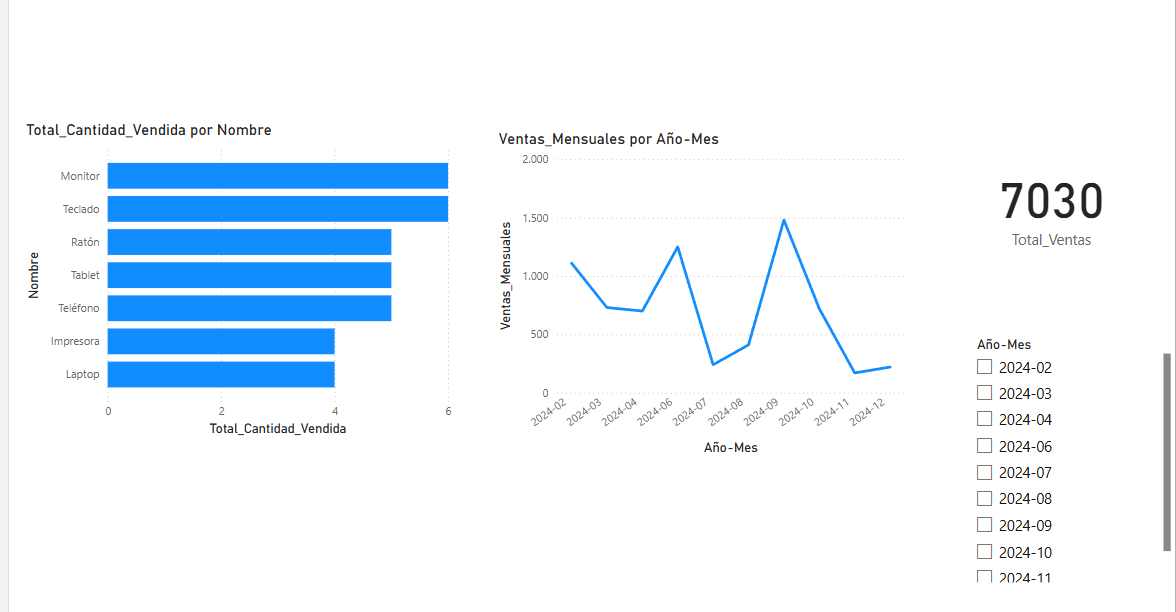 Total_Cantidad_Vendida por Nombre
Nombre
Monitor
Teclado
Ratón
Tablet
Teléfono
Impresora
Laptop
0 2 4 6
Total_Cantidad_Vendida
Ventas_Mensuales por Año-Mes
Ventas_Mensuales
2.000
1.500
1.000
500
0
2024-02 2024-03 2024-04 2024-06 2024-07 2024-08 2024-09 2024-10 2024-11 2024-12
Año-Mes
7030
Total_Ventas
Año-Mes
2024-02
2024-03
2024-04
2024-06
2024-07
2024-08
2024-09
2024-10
2024-11